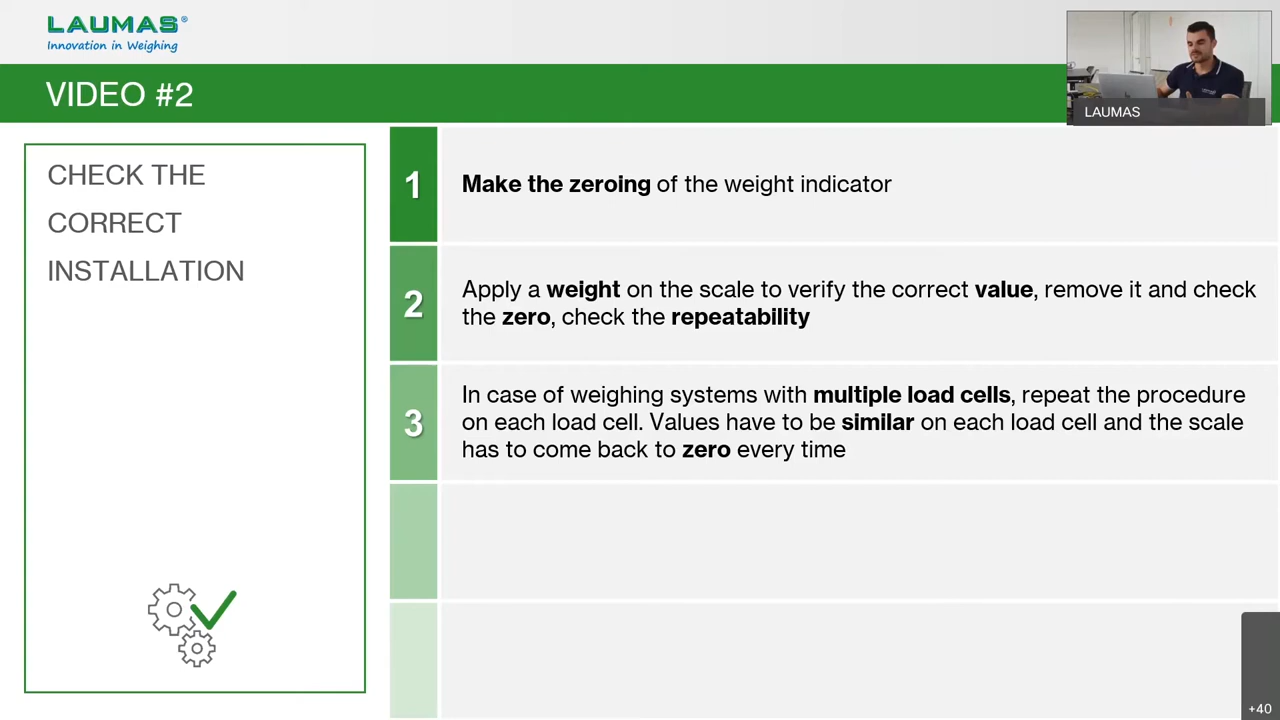 LAUMAS®
Innovation in Weighing
VIDEO #2
LAUMAS
CHECK THE
CORRECT
INSTALLATION
1
Make the zeroing of the weight indicator
2
Apply a weight on the scale to verify the correct value, remove it and check
the zero, check the repeatability
3
In case of weighing systems with multiple load cells, repeat the procedure
on each load cell. Values have to be similar on each load cell and the scale
has to come back to zero every time
+40